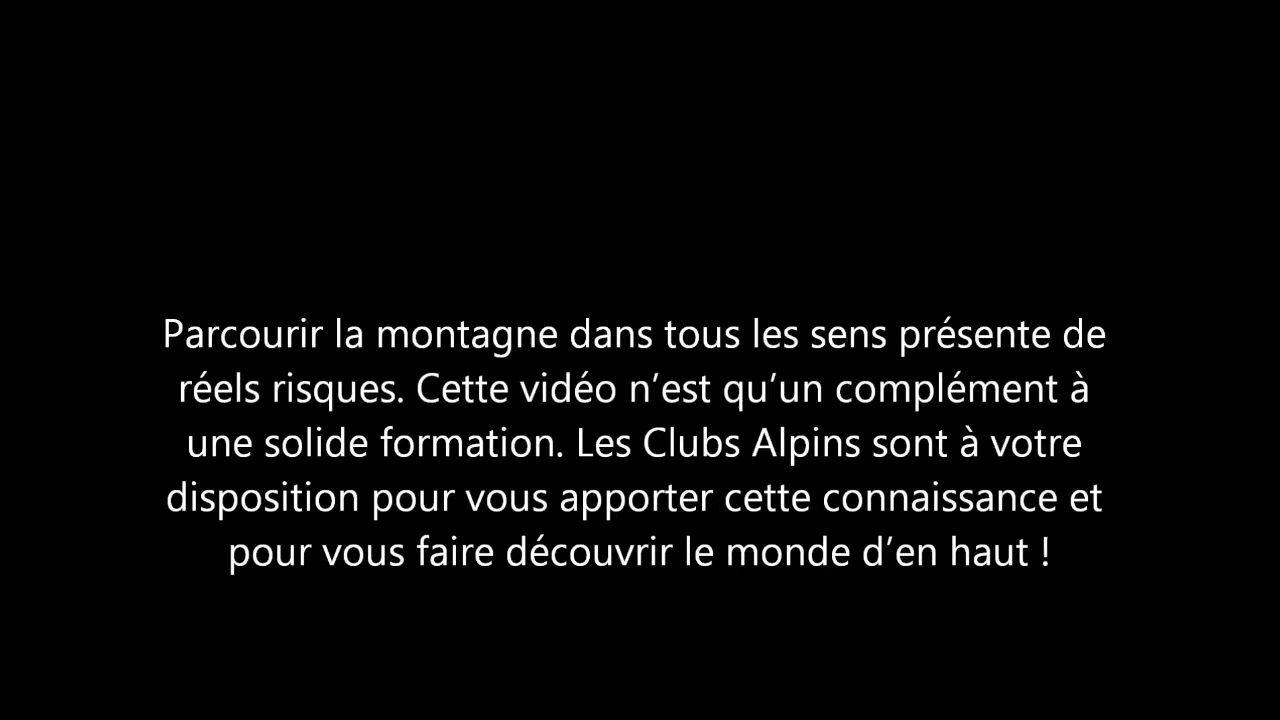 Parcourir la montagne dans tous les sens présente de
réels risques. Cette vidéo n’est qu’un complément à
une solide formation. Les Clubs Alpins sont à votre
disposition pour vous apporter cette connaissance et
pour vous faire découvrir le monde d’en haut !